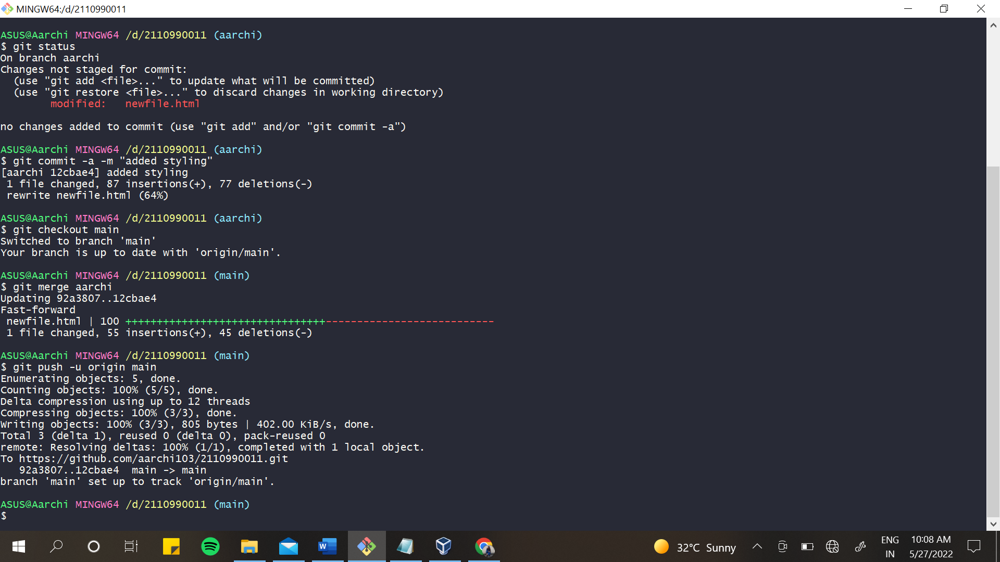 MINGW64:/d/2110990011
ASUS@Aarchi MINGW64 /d/2110990011 (aarchi)
$ git status
On branch aarchi
Changes not staged for commit:
  (use "git add <file>..." to update what will be committed)
  (use "git restore <file>..." to discard changes in working directory)
        modified:   newfile.html
no changes added to commit (use "git add" and/or "git commit -a")
ASUS@Aarchi MINGW64 /d/2110990011 (aarchi)
$ git commit -a -m "added styling"
[aarchi 12cbae4] added styling
 1 file changed, 87 insertions(+), 77 deletions(-)
 rewrite newfile.html (64%)
ASUS@Aarchi MINGW64 /d/2110990011 (aarchi)
$ git checkout main
Switched to branch 'main'
Your branch is up to date with 'origin/main'.
ASUS@Aarchi MINGW64 /d/2110990011 (main)
$ git merge aarchi
Updating 92a3807..12cbae4
Fast-forward
 newfile.html | 100 ++++++++++++++++++++++++++++++++---------------------------
 1 file changed, 55 insertions(+), 45 deletions(-)
ASUS@Aarchi MINGW64 /d/2110990011 (main)
$ git push -u origin main
Enumerating objects: 5, done.
Counting objects: 100% (5/5), done.
Delta compression using up to 12 threads
Compressing objects: 100% (3/3), done.
Writing objects: 100% (3/3), 805 bytes | 402.00 KiB/s, done.
Total 3 (delta 1), reused 0 (delta 0), pack-reused 0
remote: Resolving deltas: 100% (1/1), completed with 1 local object.
To https://github.com/aarchi103/2110990011.git
   92a3807..12cbae4  main -> main
branch 'main' set up to track 'origin/main'.
ASUS@Aarchi MINGW64 /d/2110990011 (main)
$
W
32°C Sunny
ENG
IN
10:08 AM
5/27/2022